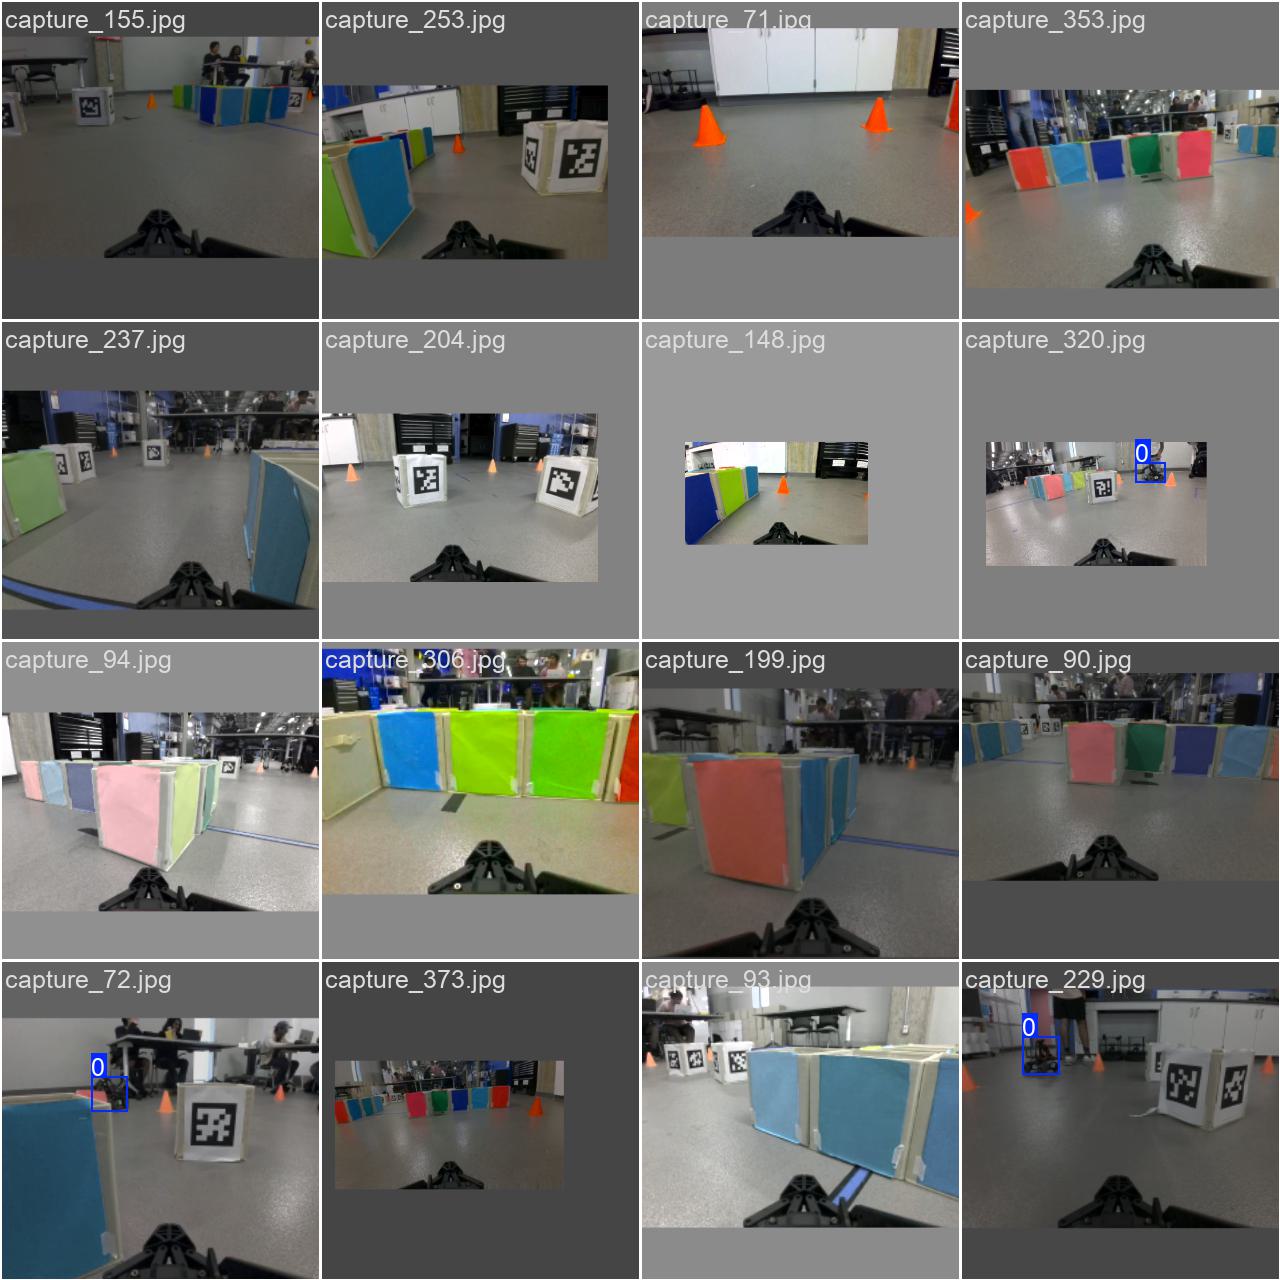 capture_155.jpg
capture_253.jpg
capture_71.jpg
capture_353.jpg
capture_237.jpg
capture_204.jpg
capture_148.jpg
capture_320.jpg
0
capture_94.jpg
capture_306.jpg
capture_199.jpg
capture_90.jpg
capture_72.jpg
0
capture_373.jpg
capture_93.jpg
capture_229.jpg
0